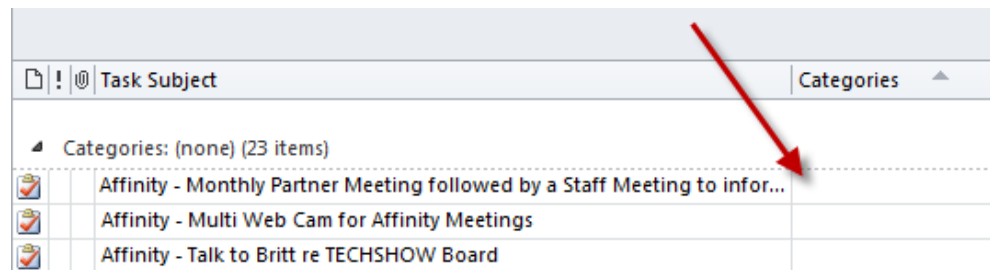 ! Task Subject Categories
Categories: (none) (23 items)
Affinity - Monthly Partner Meeting followed by a Staff Meeting to infor...
Affinity - Multi Web Cam for Affinity Meetings
Affinity - Talk to Britt re TECHSHOW Board